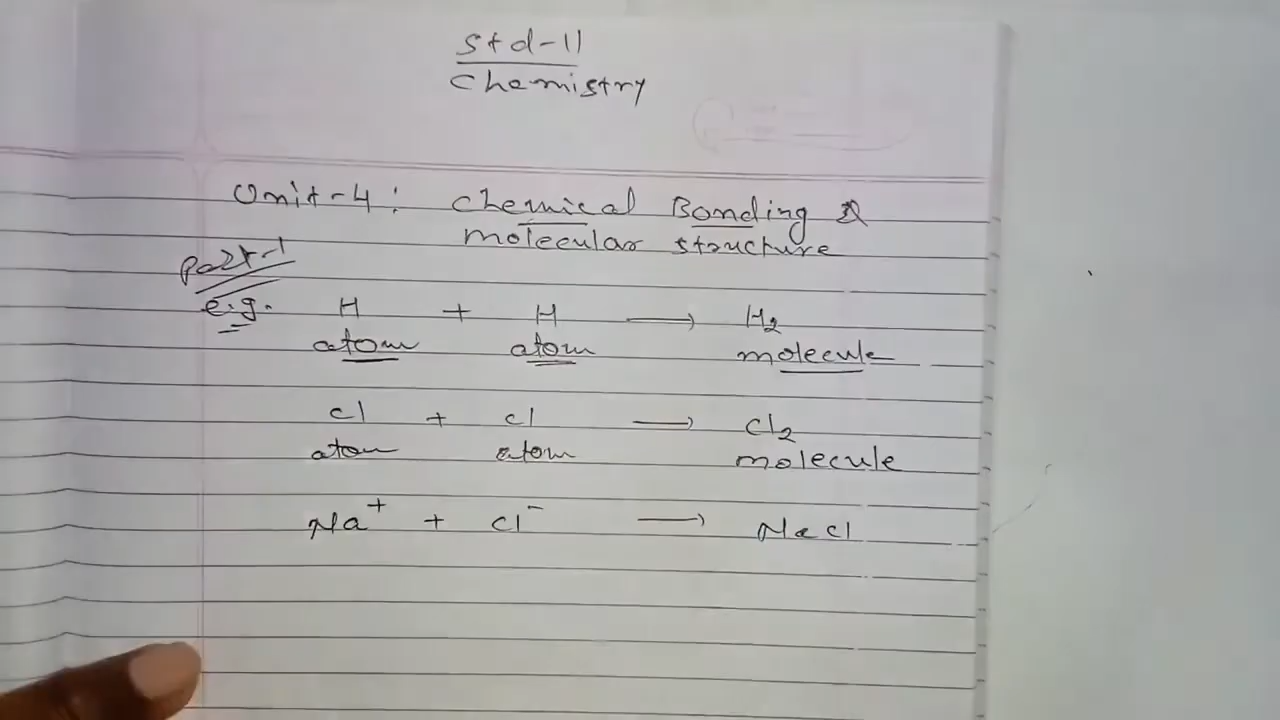 Std-11
Chemistry
Unit-4: Chemical Bonding &
molecular structure
Part-1
e.g. H + H → H₂
atom atom molecule
Cl + Cl → Cl₂
atom atom molecule
Na⁺ + Cl⁻ → NaCl